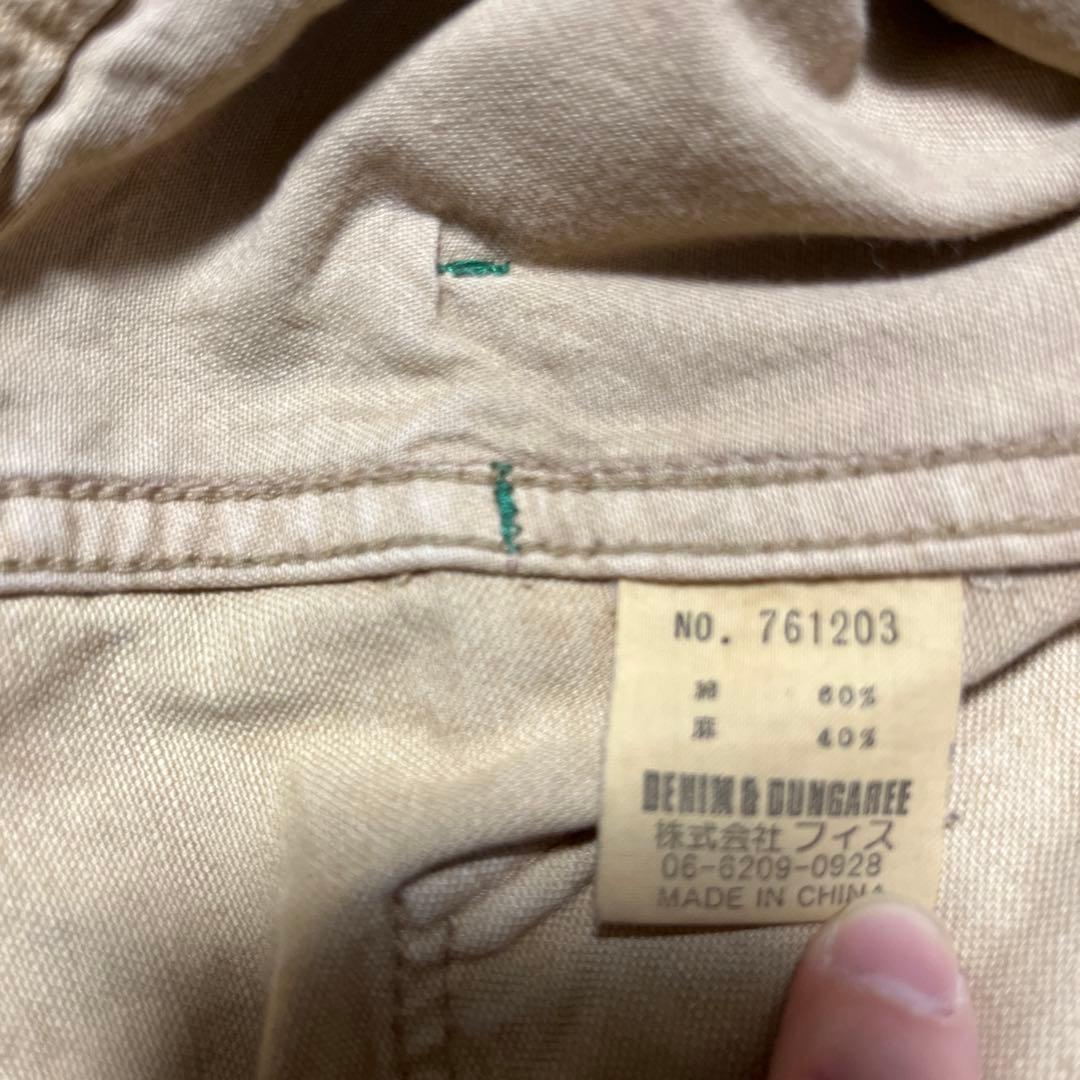 NO. 761203
綿 60%
麻 40%
DENIM & DUNGAREE
株式会社 フィス
06-6209-0928
MADE IN CHINA